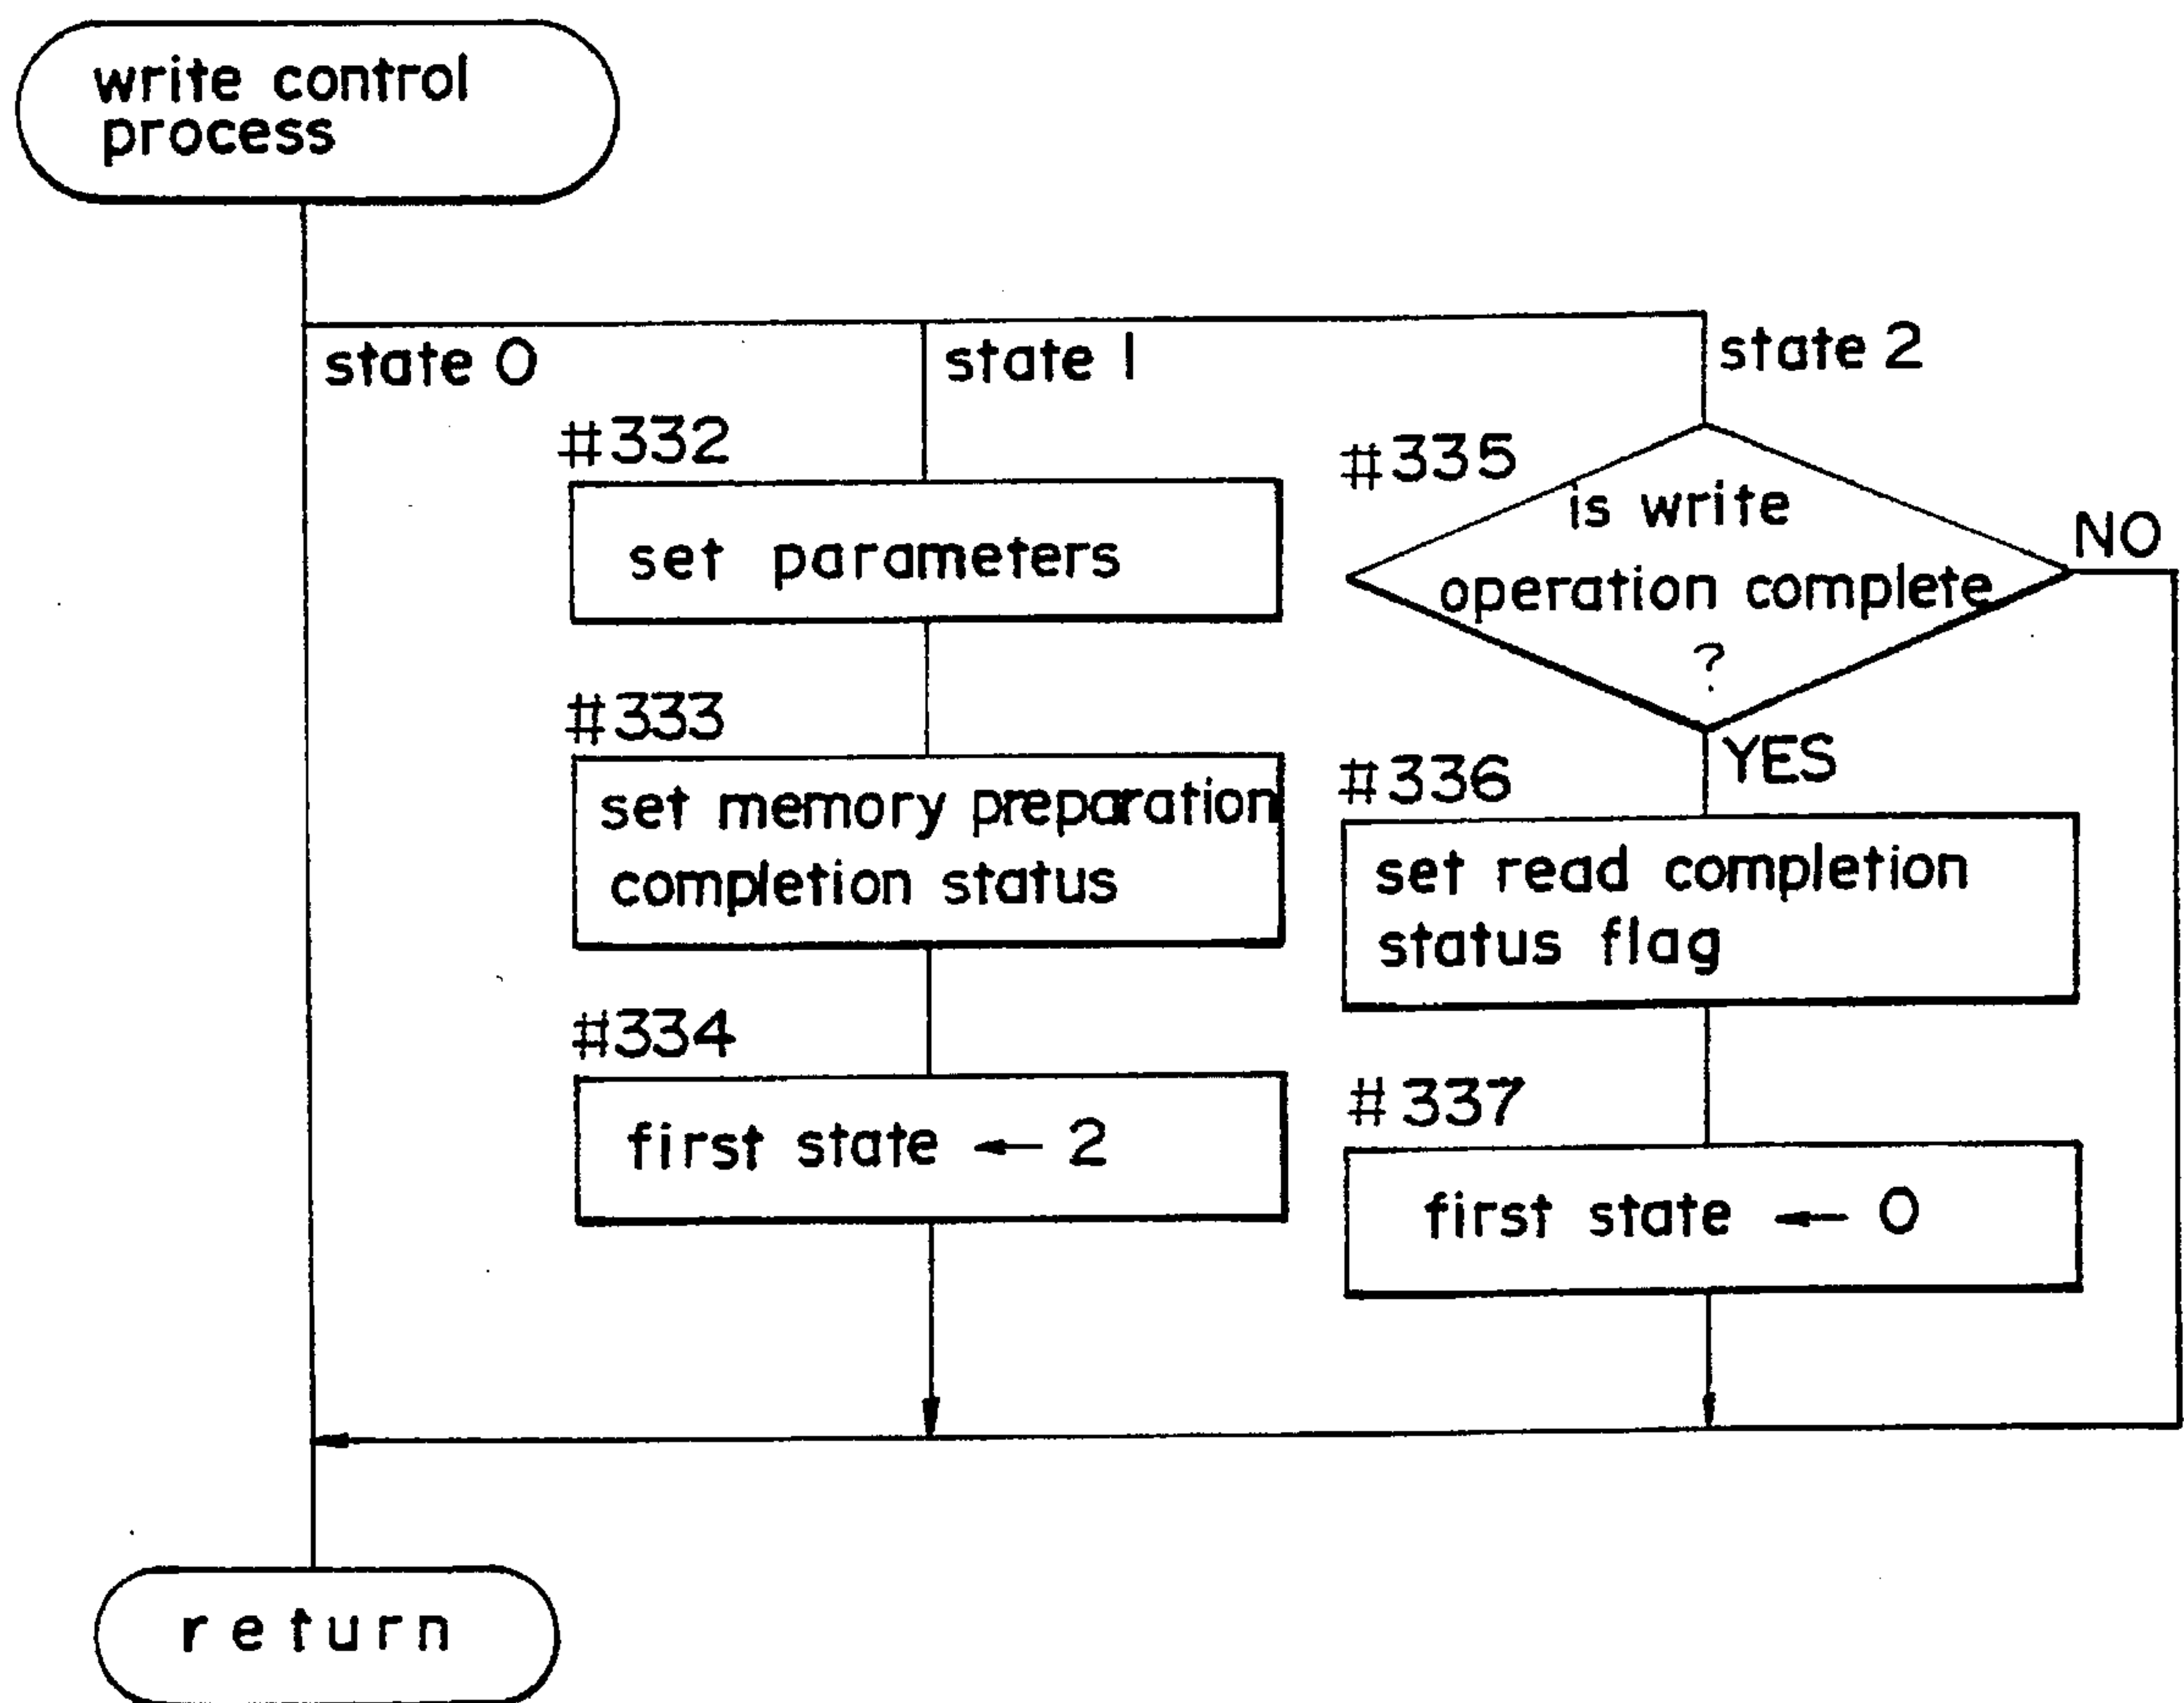 write control
process
state 0
state 1
state 2
#332
set parameters
#333
set memory preparation
completion status
#334
first state ← 2
#335
is write
operation complete
?
NO
YES
#336
set read completion
status flag
#337
first state ← 0
return